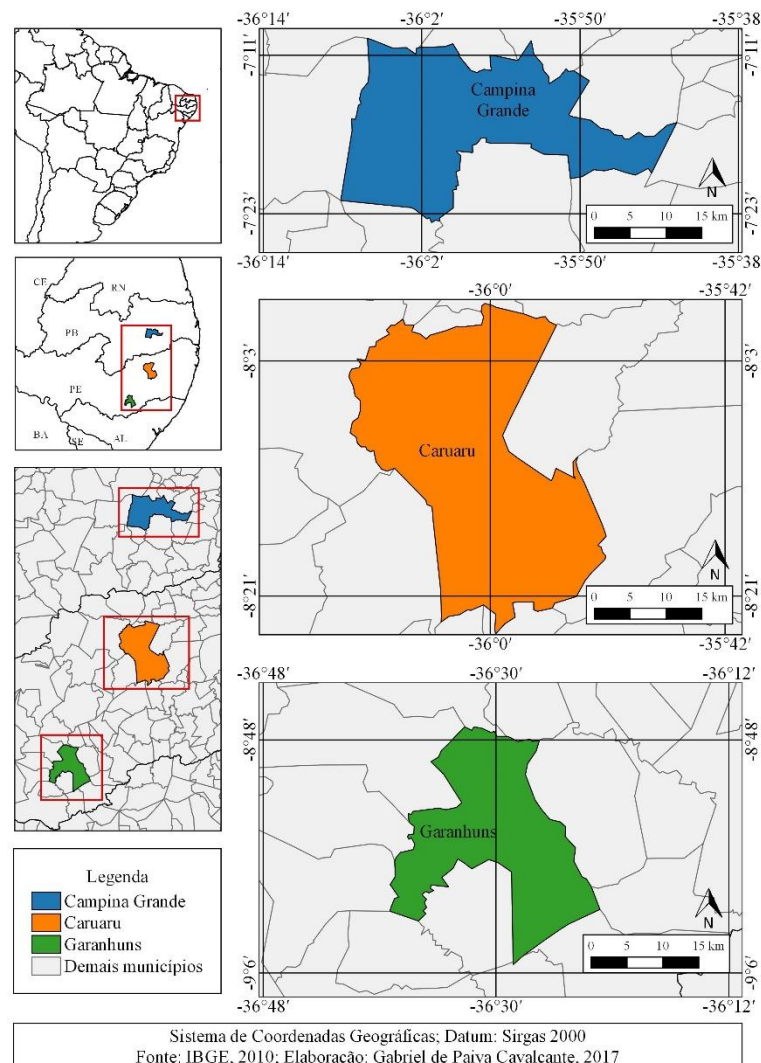 -36°14'
-36°2'
-35°50'
-35°38'
-7°11'
-7°11'
Campina
Grande
N
0 5 10 15 km
-7°23'
-7°23'
-36°14'
-36°2'
-35°50'
-35°38'
CE
RN
PB
PE
BA
SE
AL
-36°0'
-35°42'
-8°3'
-8°3'
Caruaru
N
0 5 10 15 km
-8°21'
-8°21'
-36°0'
-35°42'
-36°48'
-36°30'
-36°12'
-8°48'
-8°48'
Garanhuns
N
0 5 10 15 km
-9°6'
-9°6'
-36°48'
-36°30'
-36°12'
Legenda
Campina Grande
Caruaru
Garanhuns
Demais municípios
Sistema de Coordenadas Geográficas; Datum: Sirgas 2000
Fonte: IBGE, 2010; Elaboração: Gabriel de Paiva Cavalcante, 2017